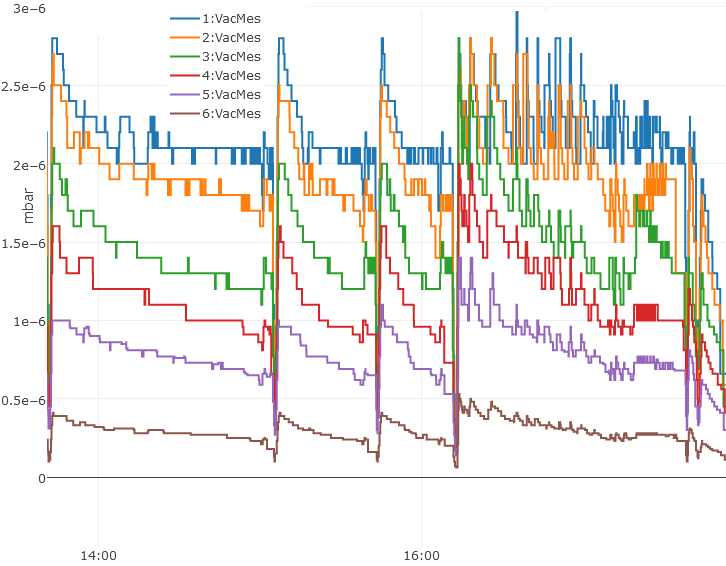 3e−6
2.5e−6
2e−6
1.5e−6
1e−6
0.5e−6
0
mbar
1:VacMes
2:VacMes
3:VacMes
4:VacMes
5:VacMes
6:VacMes
14:00
16:00